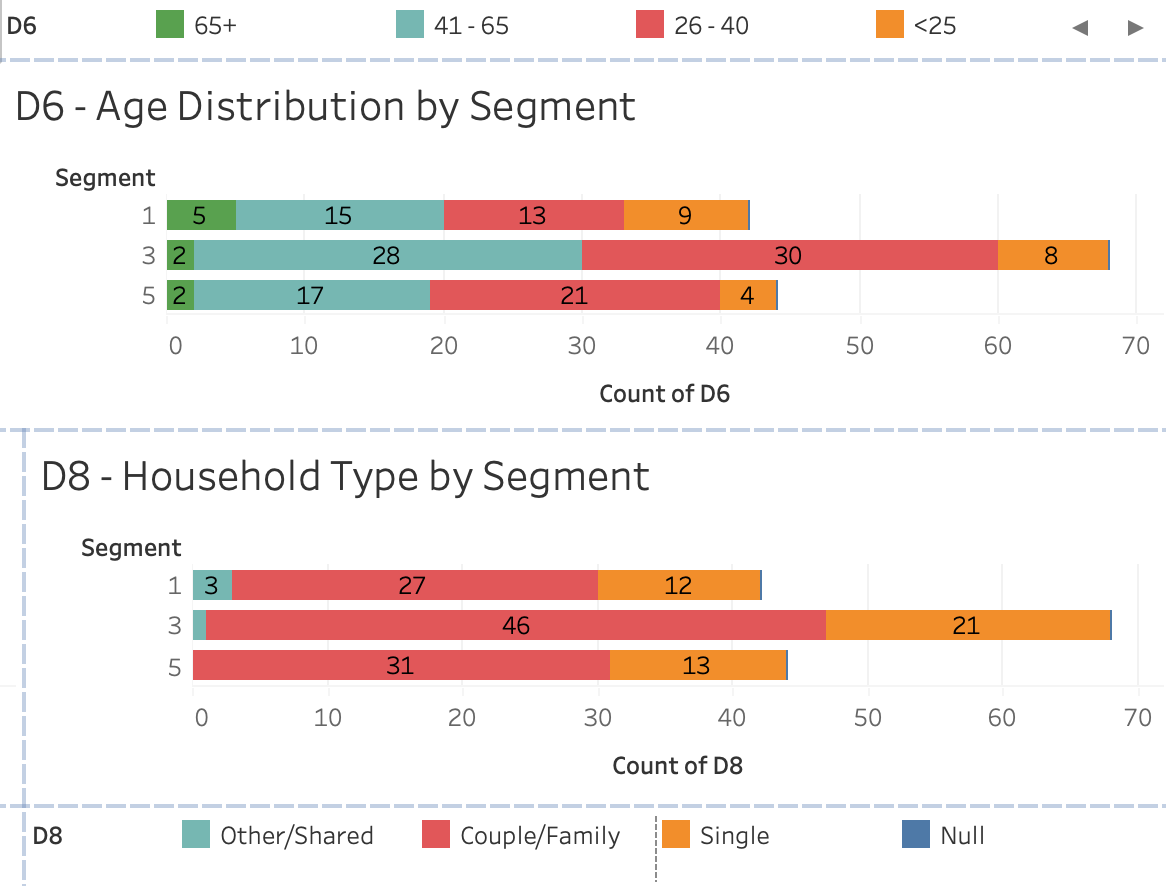 D6 65+ 41 - 65 26 - 40 <25
D6 - Age Distribution by Segment
Segment
1 5 15 13 9
3 2 28 30 8
5 2 17 21 4
0 10 20 30 40 50 60 70
Count of D6
D8 - Household Type by Segment
Segment
1 3 27 12
3 46 21
5 31 13
0 10 20 30 40 50 60 70
Count of D8
D8 Other/Shared Couple/Family Single Null